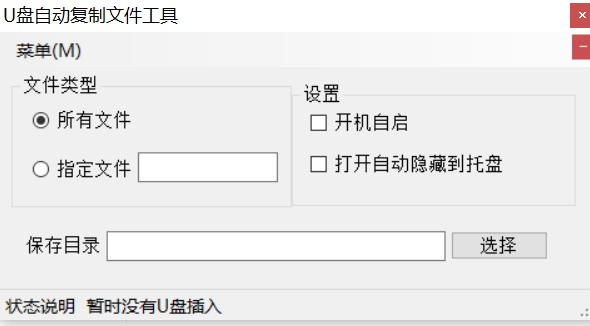 U盘自动复制文件工具
菜单(M)
文件类型
所有文件
指定文件
设置
开机自启
打开自动隐藏到托盘
保存目录
选择
状态说明 暂时没有U盘插入